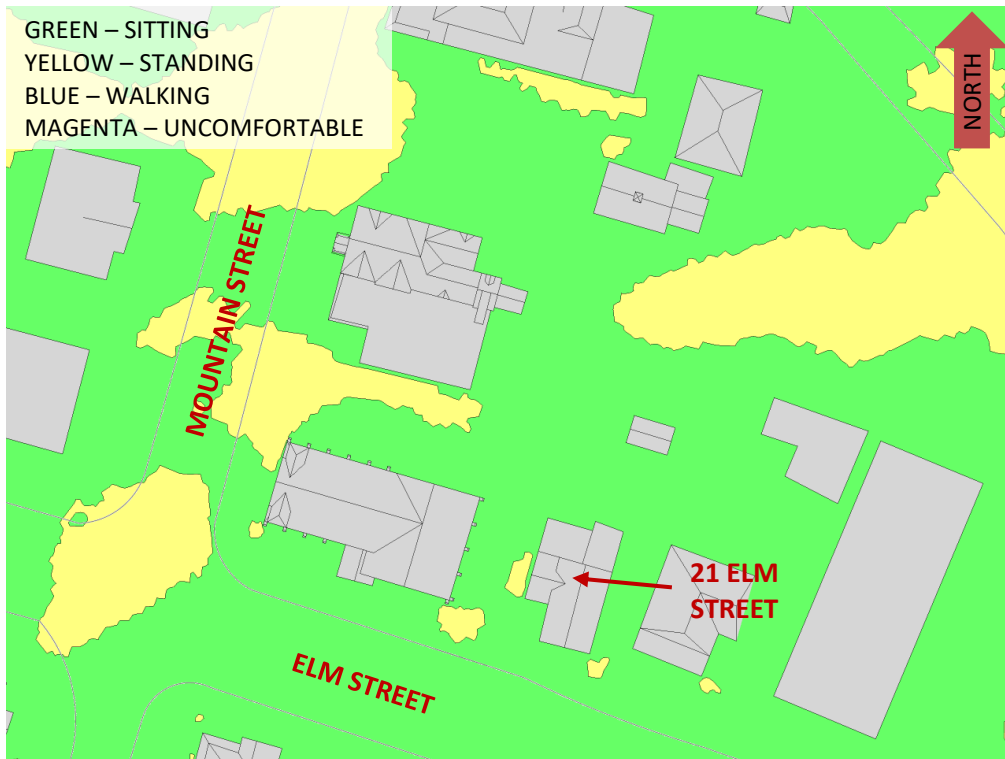 GREEN – SITTING
YELLOW – STANDING
BLUE – WALKING
MAGENTA – UNCOMFORTABLE
NORTH
MOUNTAIN STREET
21 ELM
STREET
ELM STREET